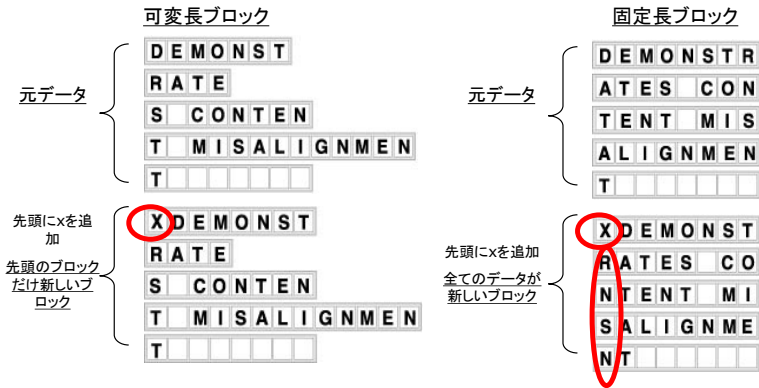 可変長ブロック
元データ
DEMONST
RATE
S CONTEN
T MISALIGNMEN
T
先頭にxを追
加
先頭のブロック
だけ新しいブ
ロック
XDEMONST
RATE
S CONTEN
T MISALIGNMEN
T
固定長ブロック
元データ
DEMONSTR
ATES CON
TENT MIS
ALIGNMEN
T
先頭にxを追加
全てのデータが
新しいブロック
XDEMONST
RATES CO
NTENT MI
SALIGNME
NT